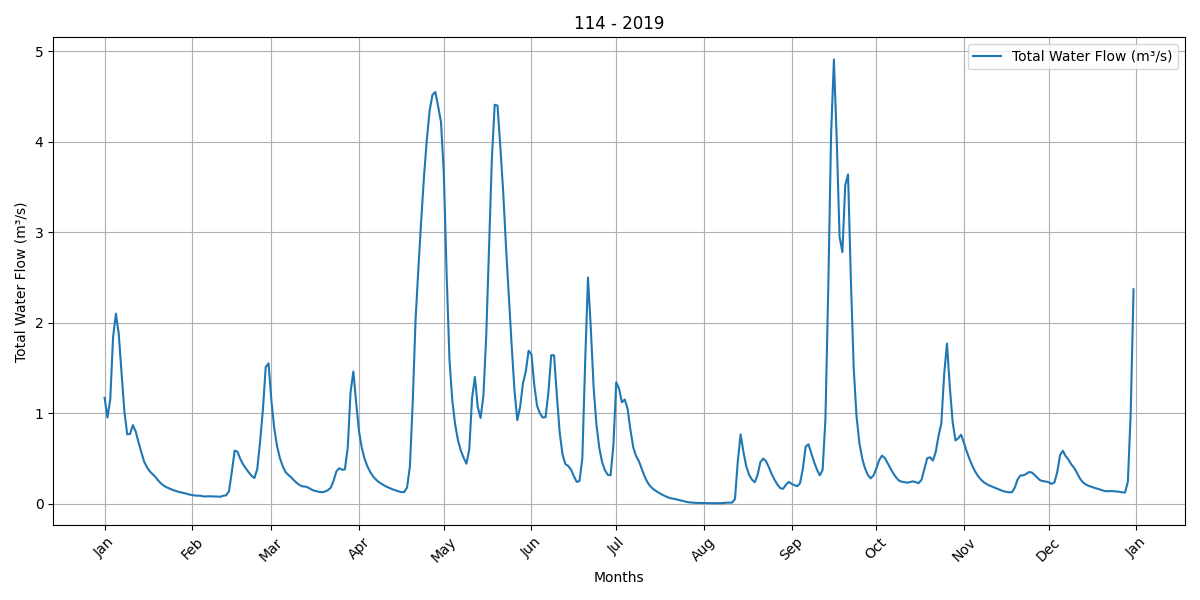 114 - 2019
Total Water Flow (m³/s)
Total Water Flow (m³/s)
5
4
3
2
1
0
Jan
Feb
Mar
Apr
May
Jun
Jul
Aug
Sep
Oct
Nov
Dec
Jan
Months